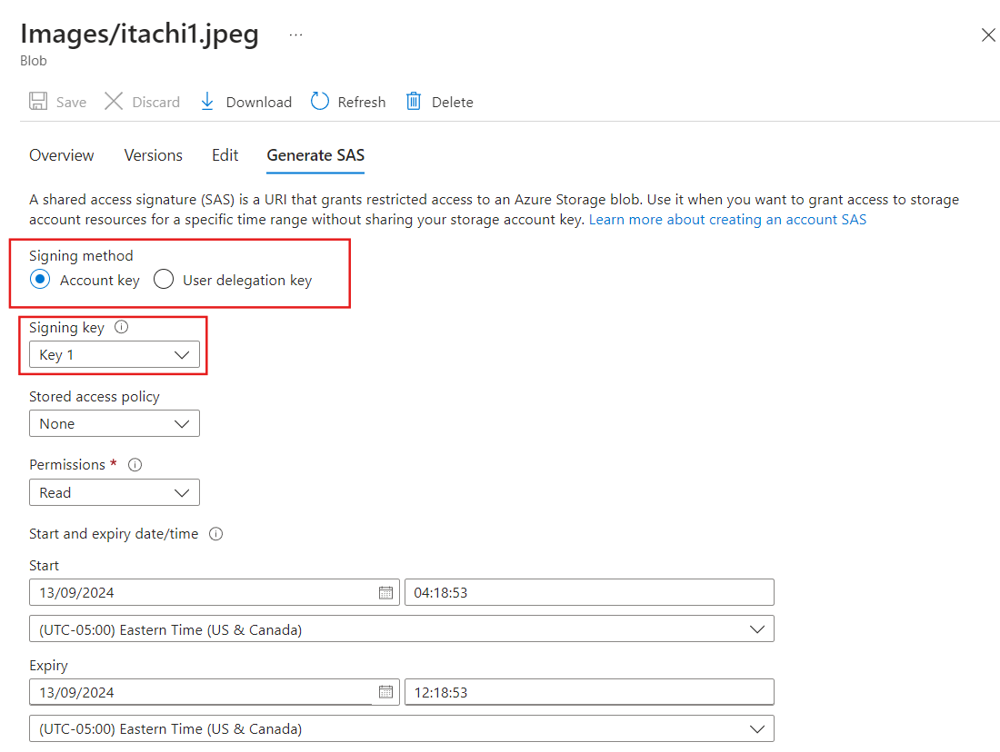 Images/itachi1.jpeg ...
Blob
Save Discard Download Refresh Delete
Overview Versions Edit Generate SAS
A shared access signature (SAS) is a URI that grants restricted access to an Azure Storage blob. Use it when you want to grant access to storage
account resources for a specific time range without sharing your storage account key. Learn more about creating an account SAS
Signing method
Account key User delegation key
Signing key
Key 1
Stored access policy
None
Permissions *
Read
Start and expiry date/time
Start
13/09/2024 04:18:53
(UTC-05:00) Eastern Time (US & Canada)
Expiry
13/09/2024 12:18:53
(UTC-05:00) Eastern Time (US & Canada)